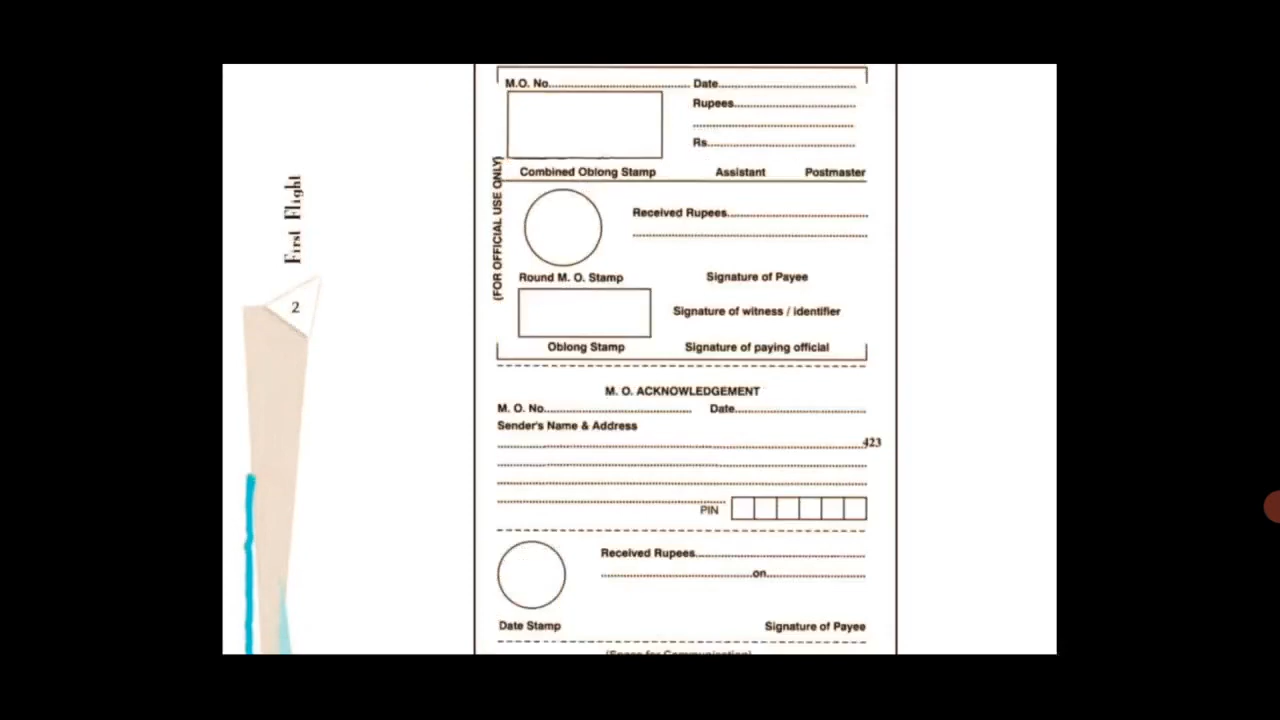 First Flight
2
M.O. No. Date
Rupees
Rs.
Combined Oblong Stamp Assistant Postmaster
(FOR OFFICIAL USE ONLY)
Received Rupees
Round M. O. Stamp Signature of Payee
Signature of witness / identifier
Oblong Stamp Signature of paying official
M. O. ACKNOWLEDGEMENT
M. O. No. Date
Sender's Name & Address
423
PIN
Received Rupees
on
Date Stamp Signature of Payee
(Space for Communication)